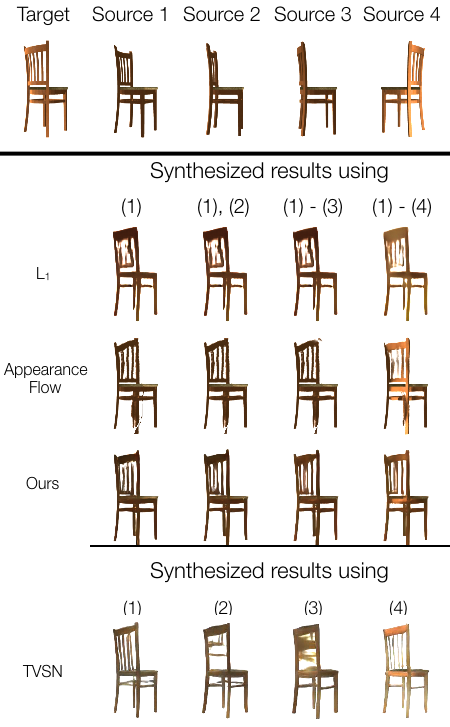 Target Source 1 Source 2 Source 3 Source 4
Synthesized results using
(1) (1), (2) (1) - (3) (1) - (4)
L₁
Appearance
Flow
Ours
Synthesized results using
(1) (2) (3) (4)
TVSN